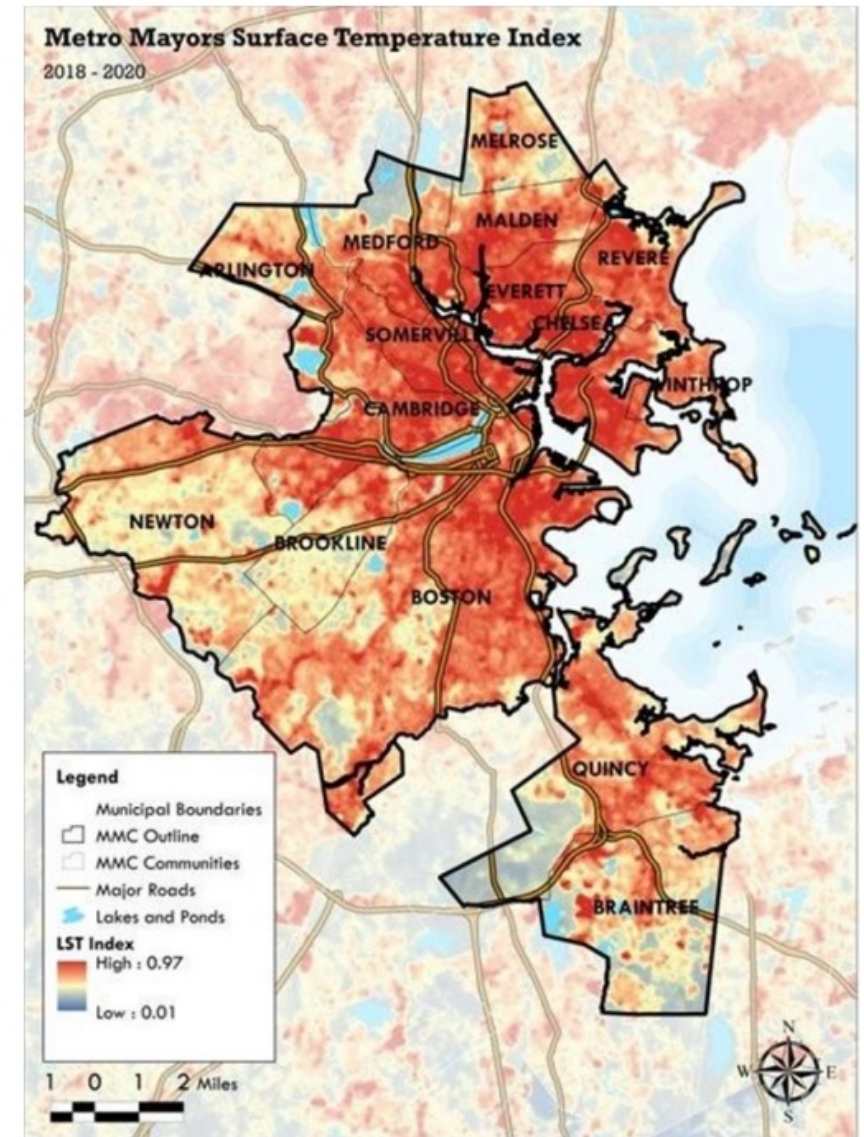 Metro Mayors Surface Temperature Index
2018 - 2020
MELROSE
MALDEN
MEDFORD
REVERE
ARLINGTON
EVERETT
CHELSEA
SOMERVILLE
WINTHROP
CAMBRIDGE
NEWTON
BROOKLINE
BOSTON
QUINCY
BRAINTREE
Legend
Municipal Boundaries
MMC Outline
MMC Communities
Major Roads
Lakes and Ponds
LST Index
High : 0.97
Low : 0.01
1 0 1 2 Miles
N
W E
S